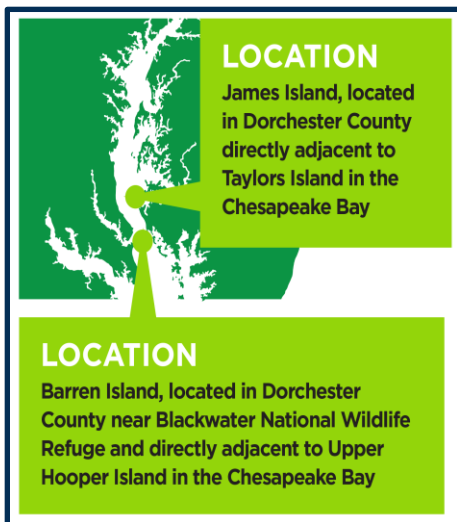 LOCATION
James Island, located
in Dorchester County
directly adjacent to
Taylors Island in the
Chesapeake Bay
LOCATION
Barren Island, located in Dorchester
County near Blackwater National Wildlife
Refuge and directly adjacent to Upper
Hooper Island in the Chesapeake Bay